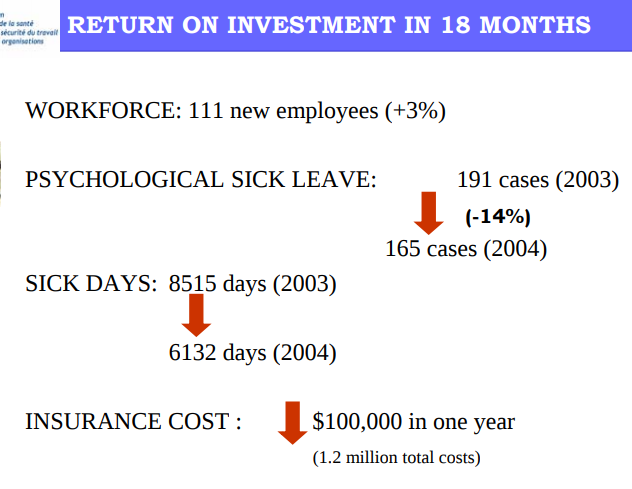 n
de la santé
sécurité du travail
organisations
RETURN ON INVESTMENT IN 18 MONTHS
WORKFORCE: 111 new employees (+3%)
PSYCHOLOGICAL SICK LEAVE: 191 cases (2003)
(-14%)
165 cases (2004)
SICK DAYS: 8515 days (2003)
6132 days (2004)
INSURANCE COST : $100,000 in one year
(1.2 million total costs)